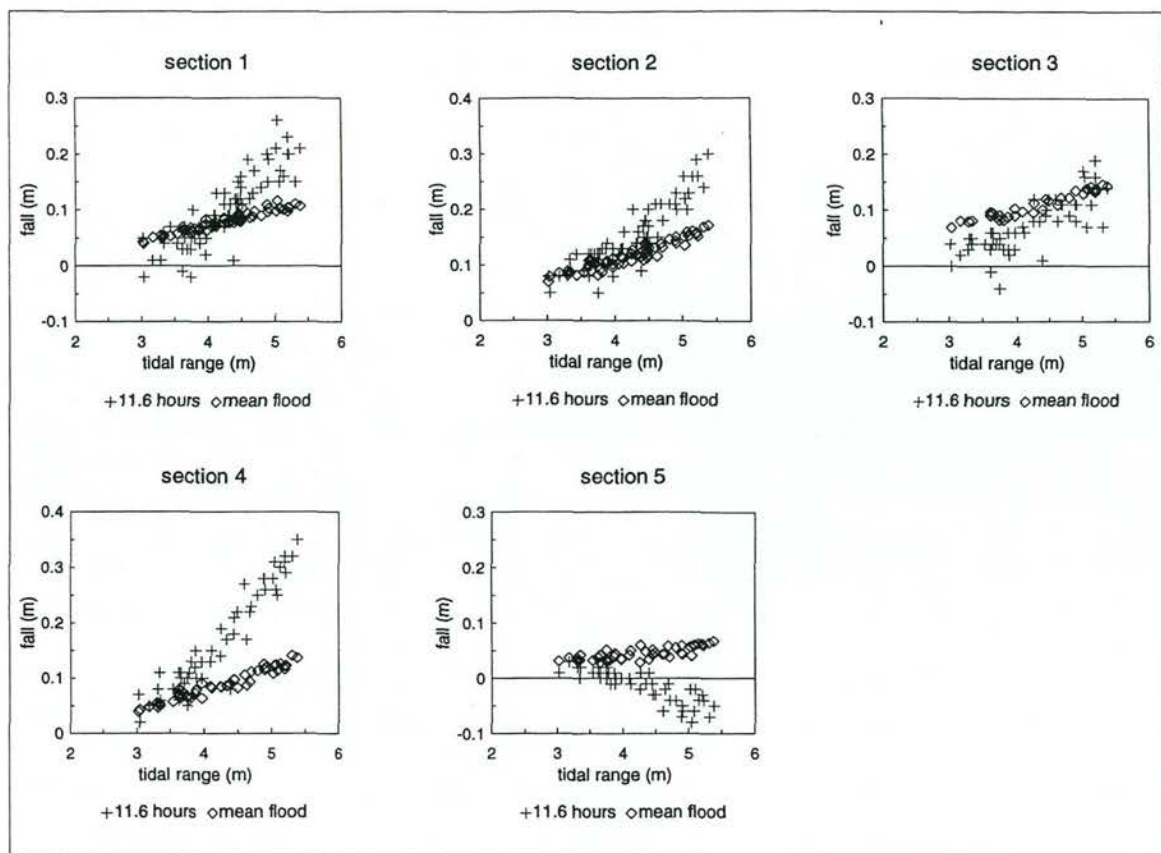 section 1
0.3
0.2
0.1
0
-0.1
fall (m)
2 3 4 5 6
tidal range (m)
+11.6 hours ◇mean flood
section 2
0.4
0.3
0.2
0.1
0
fall (m)
2 3 4 5 6
tidal range (m)
+11.6 hours ◇mean flood
section 3
0.3
0.2
0.1
0
-0.1
fall (m)
2 3 4 5 6
tidal range (m)
+11.6 hours ◇mean flood
section 4
0.4
0.3
0.2
0.1
0
fall (m)
2 3 4 5 6
tidal range (m)
+11.6 hours ◇mean flood
section 5
0.3
0.2
0.1
0
-0.1
fall (m)
2 3 4 5 6
tidal range (m)
+11.6 hours ◇mean flood